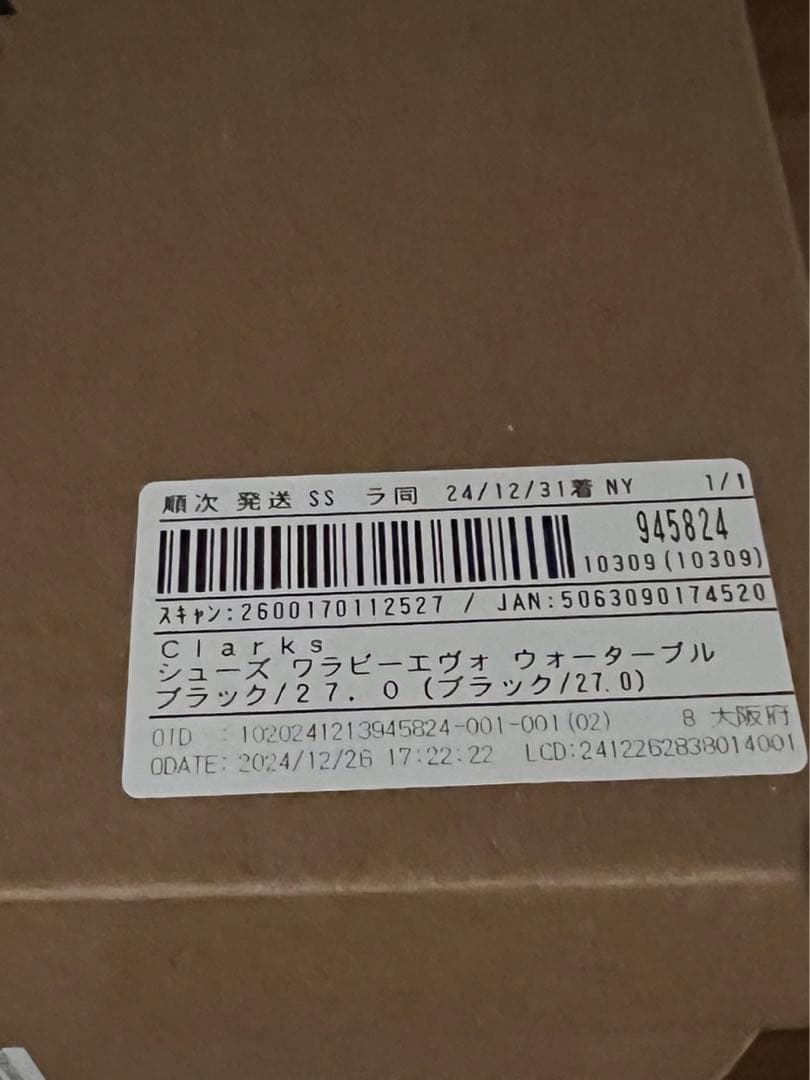 順次 発送 SS ラ同 24/12/31着 NY 1/1
945824
10309(10309)
スキャン:2600170112527 / JAN:5063090174520
Clarks
シューズ ワラビーエヴォ ウォーターブル
ブラック/27.0(ブラック/27.0)
OID :1020241213945824-001-001(02) 8 大阪府
ODATE:2024/12/26 17:22:22 LCD:2412262838014001